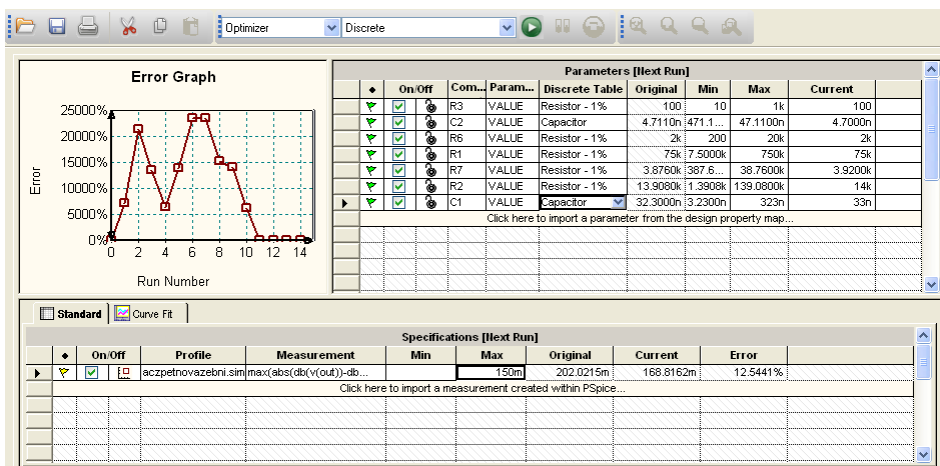 Optimizer Discrete
Error Graph
Error
25000%
20000%
15000%
10000%
5000%
0%
0 2 4 6 8 10 12 14
Run Number
Parameters [Next Run]
On/Off Com... Param... Discrete Table Original Min Max Current
R3 VALUE Resistor - 1% 100 10 1k 100
C2 VALUE Capacitor 4.7110n 471.1... 47.1100n 4.7000n
R6 VALUE Resistor - 1% 2k 200 20k 2k
R1 VALUE Resistor - 1% 75k 7.5000k 750k 75k
R7 VALUE Resistor - 1% 3.8760k 387.6... 38.7600k 3.9200k
R2 VALUE Resistor - 1% 13.9080k 1.3908k 139.0800k 14k
C1 VALUE Capacitor 32.3000n 3.2300n 323n 33n
Click here to import a parameter from the design property map...
Standard Curve Fit
Specifications [Next Run]
On/Off Profile Measurement Min Max Original Current Error
aczpetnovazebni.sim max(abs(db(v(out))-db... 150m 202.0215m 168.8162m 12.5441%
Click here to import a measurement created within PSpice...